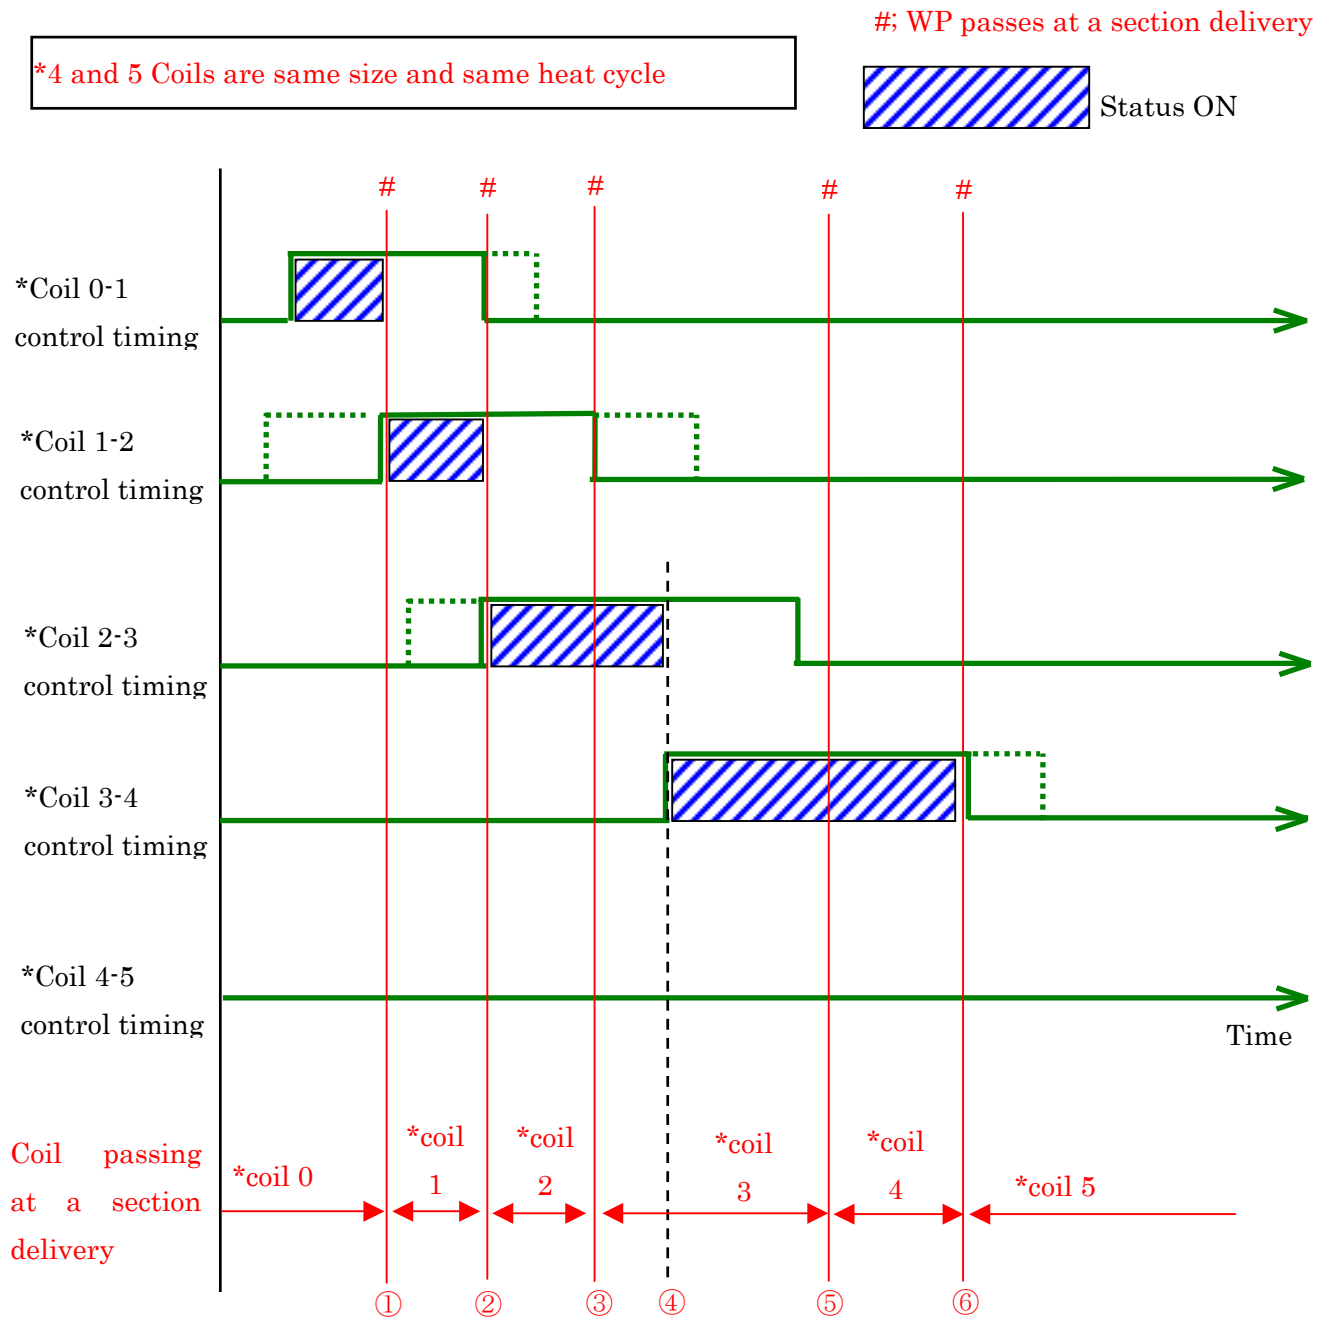 #; WP passes at a section delivery
*4 and 5 Coils are same size and same heat cycle
Status ON
# # # # #
*Coil 0-1
control timing
*Coil 1-2
control timing
*Coil 2-3
control timing
*Coil 3-4
control timing
*Coil 4-5
control timing
Time
Coil passing
at a section
delivery
*coil 0
*coil
1
*coil
2
*coil
3
*coil
4
*coil 5
① ② ③ ④ ⑤ ⑥